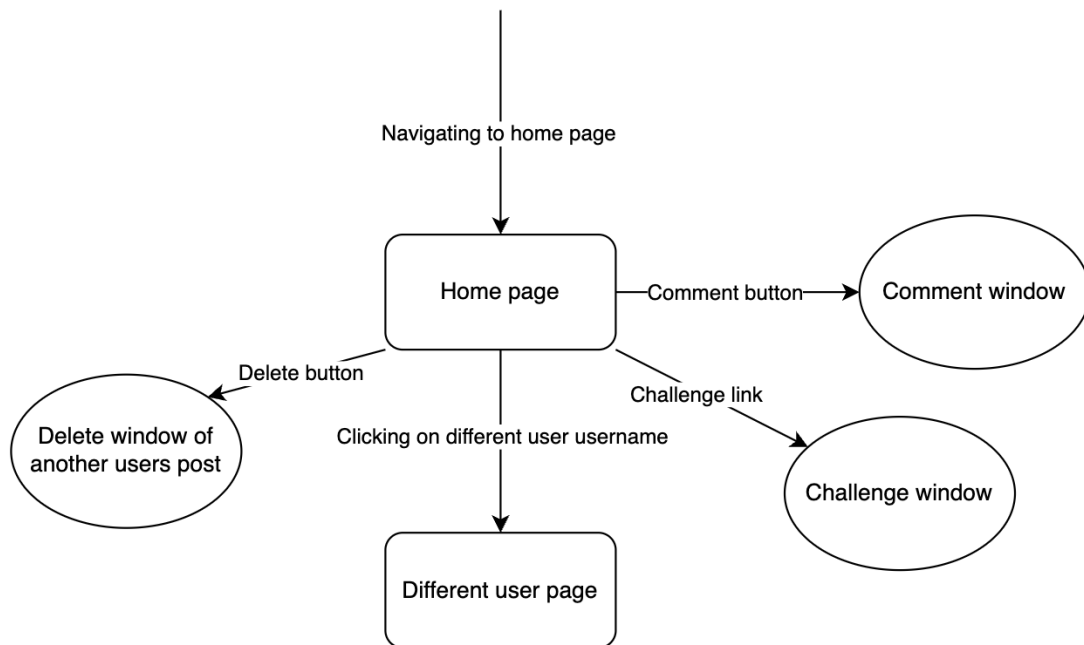 Navigating to home page
Home page
Comment button
Comment window
Delete button
Challenge link
Delete window of
another users post
Clicking on different user username
Challenge window
Different user page